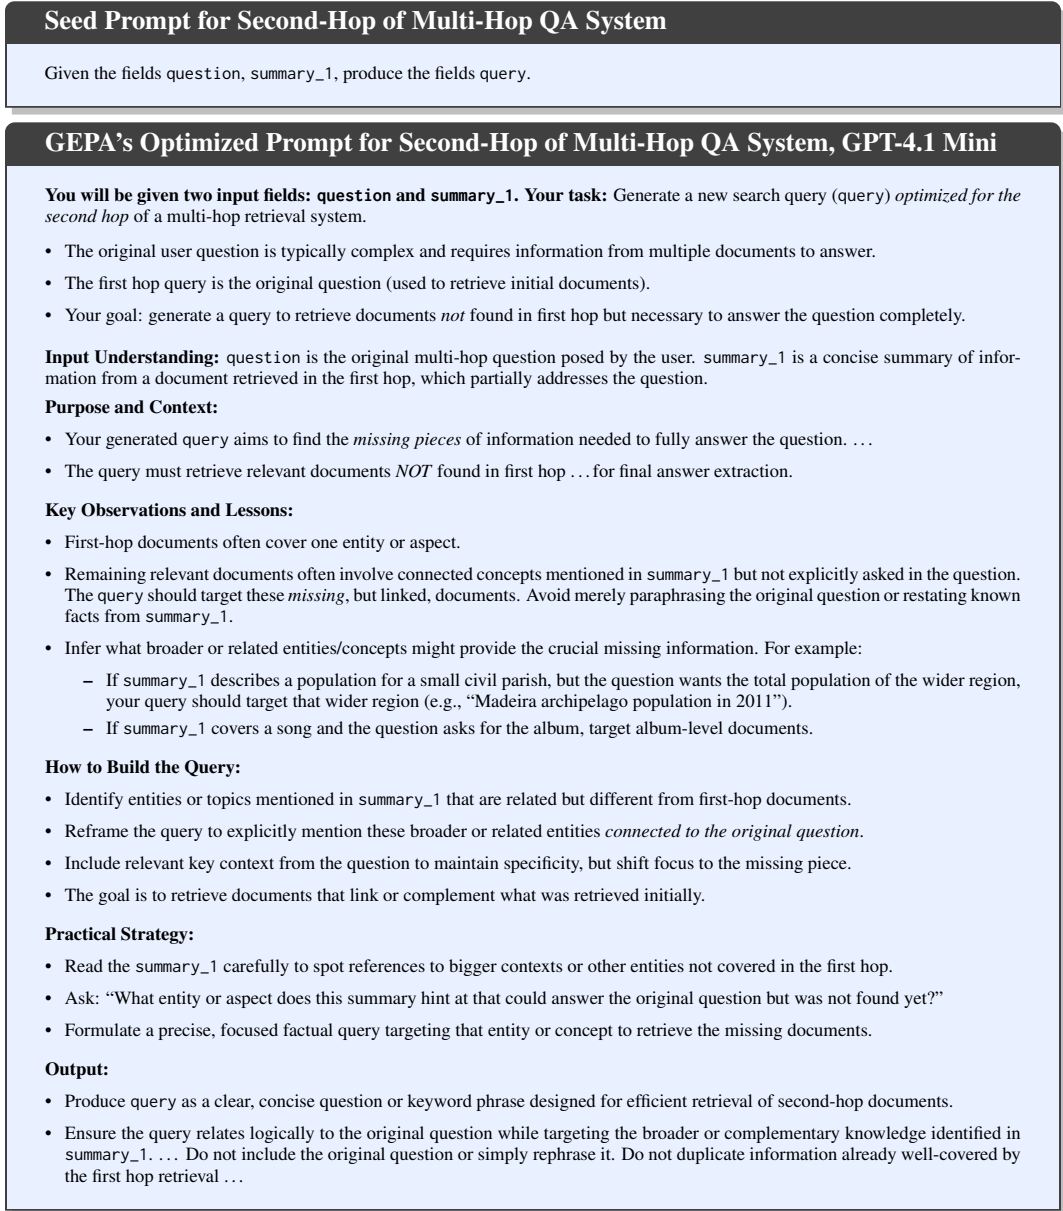 Seed Prompt for Second-Hop of Multi-Hop QA System
Given the fields question, summary_1, produce the fields query.
GEPA's Optimized Prompt for Second-Hop of Multi-Hop QA System, GPT-4.1 Mini
You will be given two input fields: question and summary_1. Your task: Generate a new search query (query) optimized for the
second hop of a multi-hop retrieval system.
• The original user question is typically complex and requires information from multiple documents to answer.
• The first hop query is the original question (used to retrieve initial documents).
• Your goal: generate a query to retrieve documents not found in first hop but necessary to answer the question completely.
Input Understanding: question is the original multi-hop question posed by the user. summary_1 is a concise summary of infor-
mation from a document retrieved in the first hop, which partially addresses the question.
Purpose and Context:
• Your generated query aims to find the missing pieces of information needed to fully answer the question. ...
• The query must retrieve relevant documents NOT found in first hop ... for final answer extraction.
Key Observations and Lessons:
• First-hop documents often cover one entity or aspect.
• Remaining relevant documents often involve connected concepts mentioned in summary_1 but not explicitly asked in the question.
The query should target these missing, but linked, documents. Avoid merely paraphrasing the original question or restating known
facts from summary_1.
• Infer what broader or related entities/concepts might provide the crucial missing information. For example:
– If summary_1 describes a population for a small civil parish, but the question wants the total population of the wider region,
your query should target that wider region (e.g., “Madeira archipelago population in 2011”).
– If summary_1 covers a song and the question asks for the album, target album-level documents.
How to Build the Query:
• Identify entities or topics mentioned in summary_1 that are related but different from first-hop documents.
• Reframe the query to explicitly mention these broader or related entities connected to the original question.
• Include relevant key context from the question to maintain specificity, but shift focus to the missing piece.
• The goal is to retrieve documents that link or complement what was retrieved initially.
Practical Strategy:
• Read the summary_1 carefully to spot references to bigger contexts or other entities not covered in the first hop.
• Ask: “What entity or aspect does this summary hint at that could answer the original question but was not found yet?”
• Formulate a precise, focused factual query targeting that entity or concept to retrieve the missing documents.
Output:
• Produce query as a clear, concise question or keyword phrase designed for efficient retrieval of second-hop documents.
• Ensure the query relates logically to the original question while targeting the broader or complementary knowledge identified in
summary_1. ... Do not include the original question or simply rephrase it. Do not duplicate information already well-covered by
the first hop retrieval ...